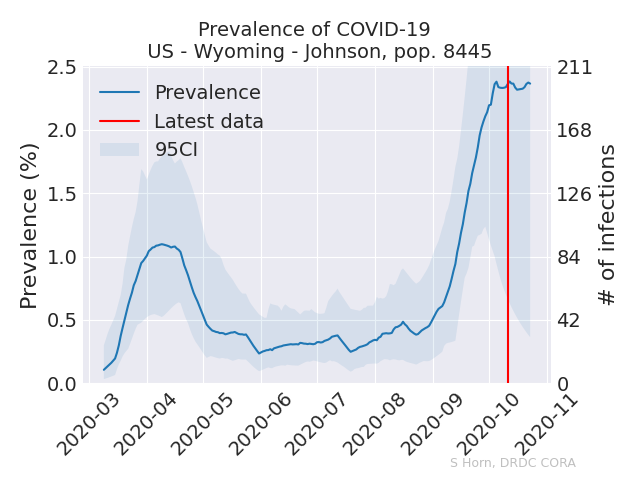 Prevalence of COVID-19
US - Wyoming - Johnson, pop. 8445
Prevalence
Latest data
95CI
Prevalence (%)
2.5
2.0
1.5
1.0
0.5
0.0
211
168
126
84
42
0
# of infections
2020-03
2020-04
2020-05
2020-06
2020-07
2020-08
2020-09
2020-10
2020-11
S Horn, DRDC CORA